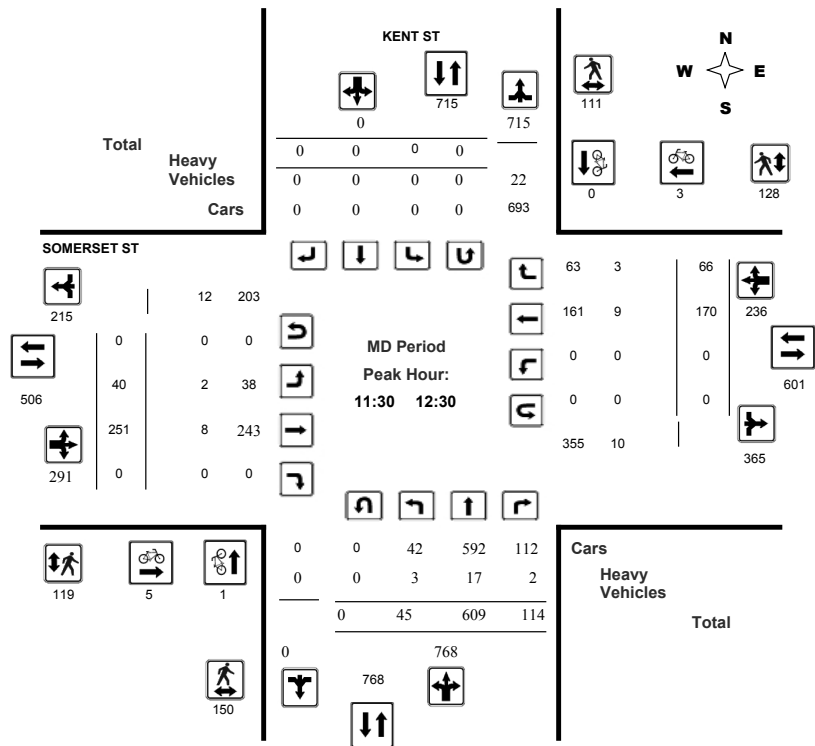 KENT ST
N
W E
S
715
111
0 715
Total
0 0 0 0
Heavy
Vehicles
0 0 0 0 22
0 3 128
Cars
0 0 0 0 693
SOMERSET ST
63 3 66
12 203
215
161 9 170 236
0 0 0
MD Period
0 0 0
Peak Hour:
506
40 2 38
601
11:30 12:30
0 0 0
251 8 243
355 10
365
291
0 0 0
0 0 42 592 112
Cars
0 0 3 17 2
Heavy
Vehicles
119 5 1
0 45 609 114
Total
0 768
768
150